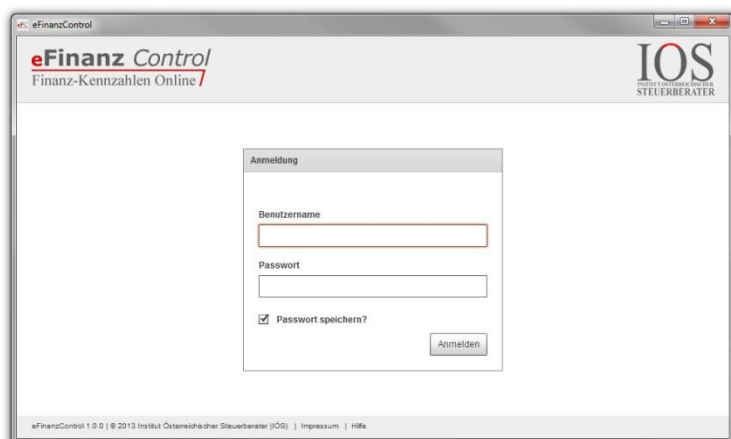 eFinanzControl
eFinanz Control
Finanz-Kennzahlen Online
IOS
INSTITUT ÖSTERREICHISCHER
STEUERBERATER
Anmeldung
Benutzername
Passwort
Passwort speichern?
Anmelden
eFinanzControl 1.0.0 | © 2013 Institut Österreichischer Steuerberater (IÖS) | Impressum | Hilfe